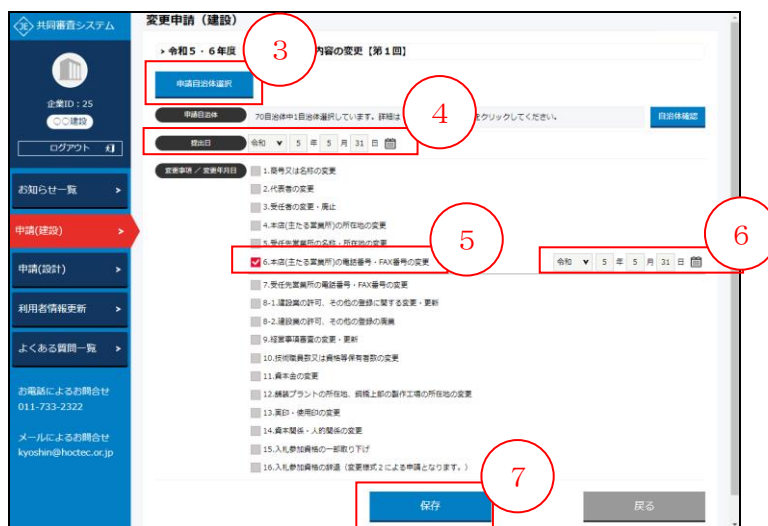 共同審査システム
企業ID：25
〇〇建設
ログアウト
お知らせ一覧 >
申請(建設) >
申請(設計) >
利用者情報更新 >
よくある質問一覧 >
お電話によるお問合せ
011-733-2322
メールによるお問合せ
kyoshin@hoctec.or.jp
変更申請（建設）
> 令和５・６年度 内容の変更【第１回】
③
申請自治体選択
申請自治体 70自治体中1自治体選択しています。詳細は をクリックしてください。 自治体確認
④
提出日 令和 ▼ 5 年 5 月 31 日
変更事項 / 変更年月日
1.商号又は名称の変更
2.代表者の変更
3.受任者の変更・廃止
4.本店(主たる営業所)の所在地の変更
5.受任先営業所の名称・所在地の変更
⑤
6.本店(主たる営業所)の電話番号・FAX番号の変更 令和 ▼ 5 年 5 月 31 日
⑥
7.受任先営業所の電話番号・FAX番号の変更
8-1.建設業の許可、その他の登録に関する変更・更新
8-2.建設業の許可、その他の登録の廃業
9.経営事項審査の変更・更新
10.技術職員数又は資格等保有者数の変更
11.資本金の変更
12.舗装プラントの所在地、鋼橋上部の製作工場の所在地の変更
13.実印・使用印の変更
14.資本関係・人的関係の変更
15.入札参加資格の一部取り下げ
16.入札参加資格の辞退（変更様式２による申請となります。）
⑦
保存 戻る